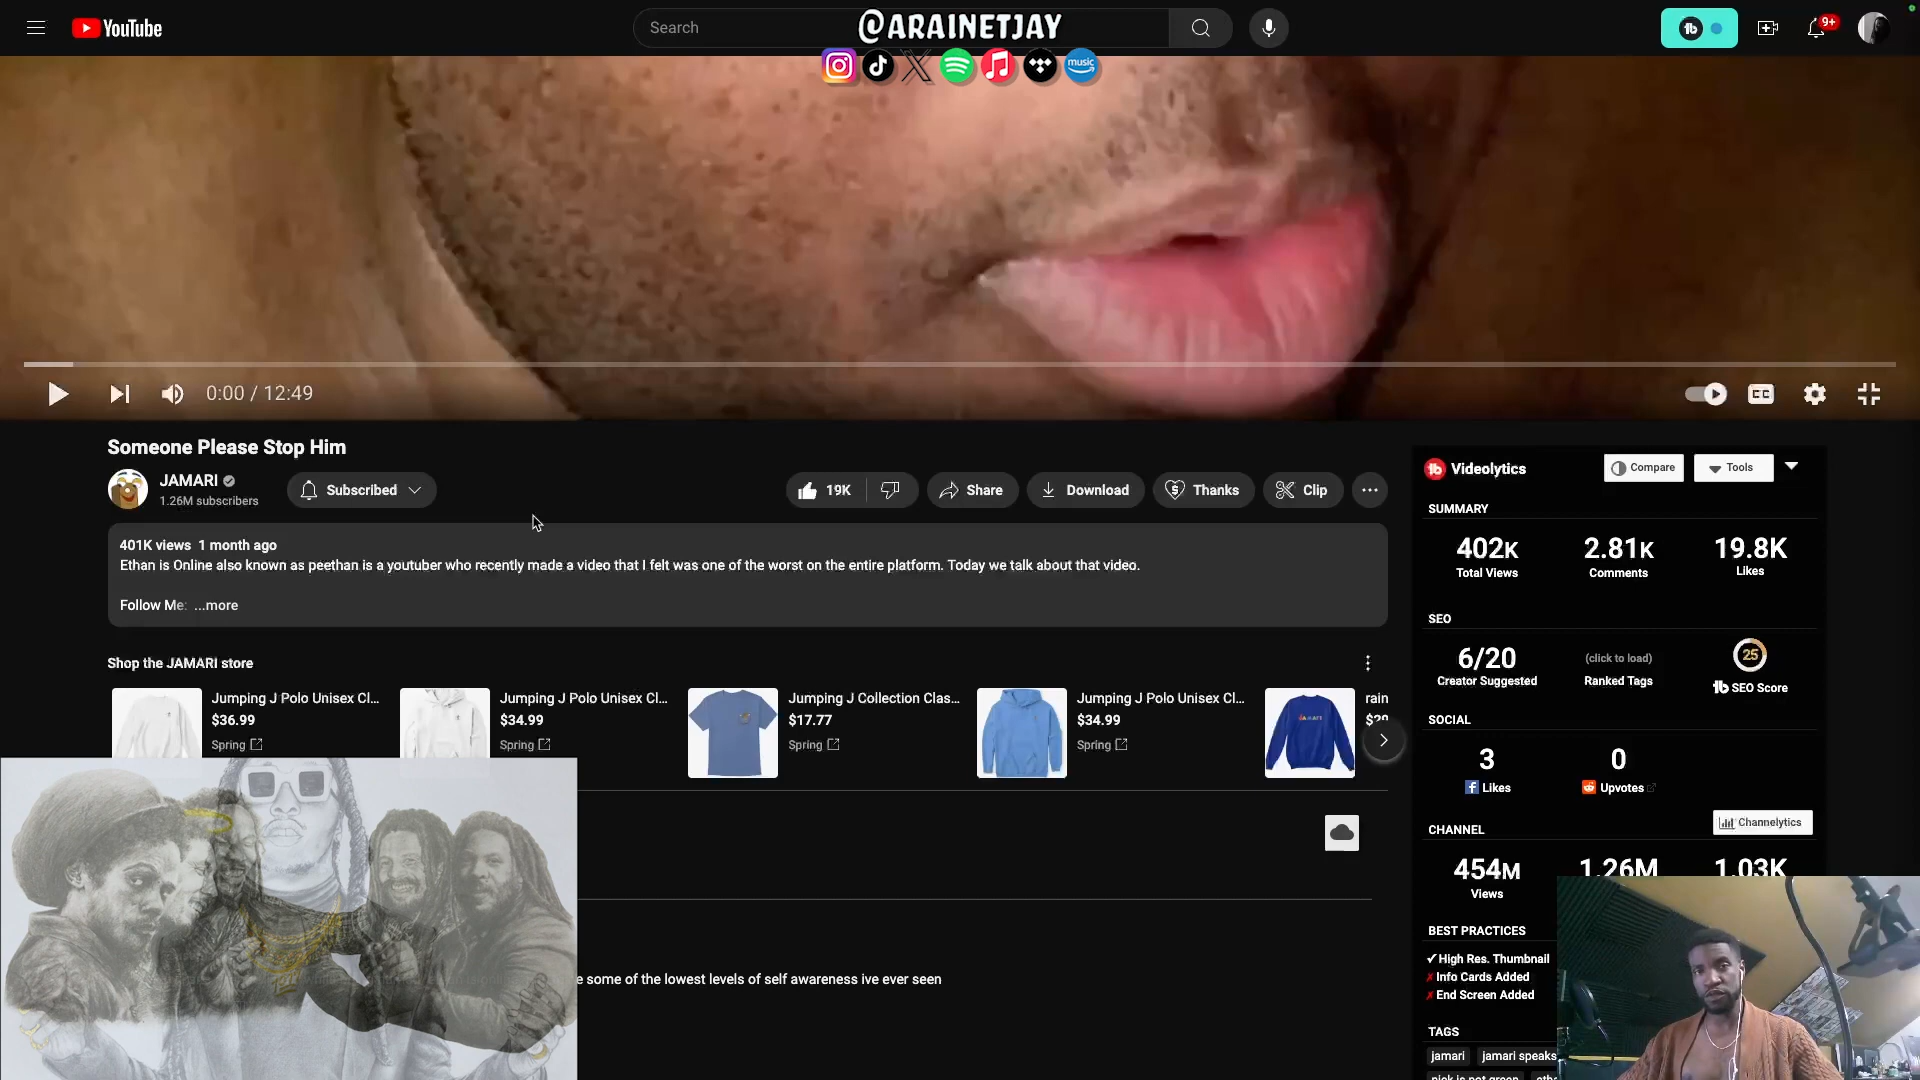 YouTube
Search
@ARAINETJAY
9+
music
0:00 / 12:49
CC
Someone Please Stop Him
JAMARI
1.26M subscribers
Subscribed
19K
Share
Download
Thanks
Clip
401K views 1 month ago
Ethan is Online also known as peethan is a youtuber who recently made a video that I felt was one of the worst on the entire platform. Today we talk about that video.
Follow Me: ...more
Shop the JAMARI store
Jumping J Polo Unisex Cl...
$36.99
Spring
Jumping J Polo Unisex Cl...
$34.99
Spring
Jumping J Collection Clas...
$17.77
Spring
Jumping J Polo Unisex Cl...
$34.99
Spring
JAMARI
rain
some of the lowest levels of self awareness ive ever seen
Videolytics
Compare
Tools
SUMMARY
402K
Total Views
2.81K
Comments
19.8K
Likes
SEO
6/20
Creator Suggested
(click to load)
Ranked Tags
25
SEO Score
SOCIAL
3
Likes
0
Upvotes
CHANNEL
Channelytics
454M
Views
1.26M
1.03K
BEST PRACTICES
✓ High Res. Thumbnail
✗ Info Cards Added
✗ End Screen Added
TAGS
jamari
jamari speaks